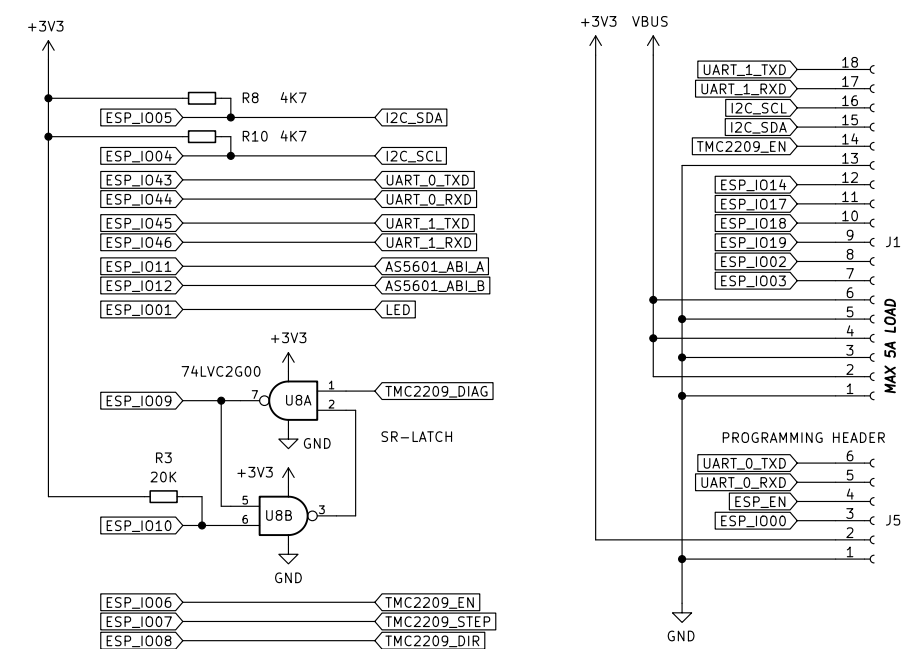 +3V3
R8 4K7
ESP_IO05 I2C_SDA
R10 4K7
ESP_IO04 I2C_SCL
ESP_IO43 UART_0_TXD
ESP_IO44 UART_0_RXD
ESP_IO45 UART_1_TXD
ESP_IO46 UART_1_RXD
ESP_IO11 AS5601_ABI_A
ESP_IO12 AS5601_ABI_B
ESP_IO01 LED
+3V3
74LVC2G00
ESP_IO09 7 U8A 1 TMC2209_DIAG
2
GND
SR-LATCH
R3
20K
+3V3
5
U8B 3
ESP_IO10 6
GND
ESP_IO06 TMC2209_EN
ESP_IO07 TMC2209_STEP
ESP_IO08 TMC2209_DIR
+3V3 VBUS
UART_1_TXD 18
UART_1_RXD 17
I2C_SCL 16
I2C_SDA 15
TMC2209_EN 14
13
ESP_IO14 12
ESP_IO17 11
ESP_IO18 10
ESP_IO19 9 J1
ESP_IO02 8
ESP_IO03 7
6
5
4
3
2
1
MAX 5A LOAD
PROGRAMMING HEADER
UART_0_TXD 6
UART_0_RXD 5
ESP_EN 4
ESP_IO00 3 J5
2
1
GND